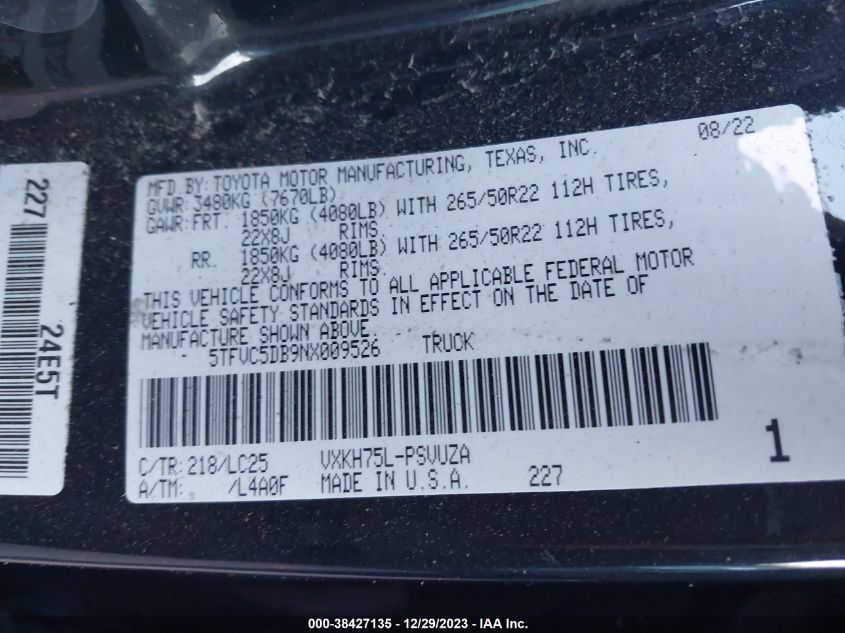 MFD.BY: TOYOTA MOTOR MANUFACTURING, TEXAS, INC. 08/22
GVWR: 3480KG (7670LB)
GAWR: FRT. 1850KG (4080LB) WITH 265/50R22 112H TIRES,
22X8J RIMS.
RR. 1850KG (4080LB) WITH 265/50R22 112H TIRES,
22X8J RIMS.
THIS VEHICLE CONFORMS TO ALL APPLICABLE FEDERAL MOTOR
VEHICLE SAFETY STANDARDS IN EFFECT ON THE DATE OF
MANUFACTURE SHOWN ABOVE.
5TFVC5DB9NX009526 TRUCK
C/TR: 218/LC25 VXKH75L-PSVUZA
A/TM: /L4A0F MADE IN U.S.A. 227
1
227
24E5T
000-38427135 - 12/29/2023 - IAA Inc.